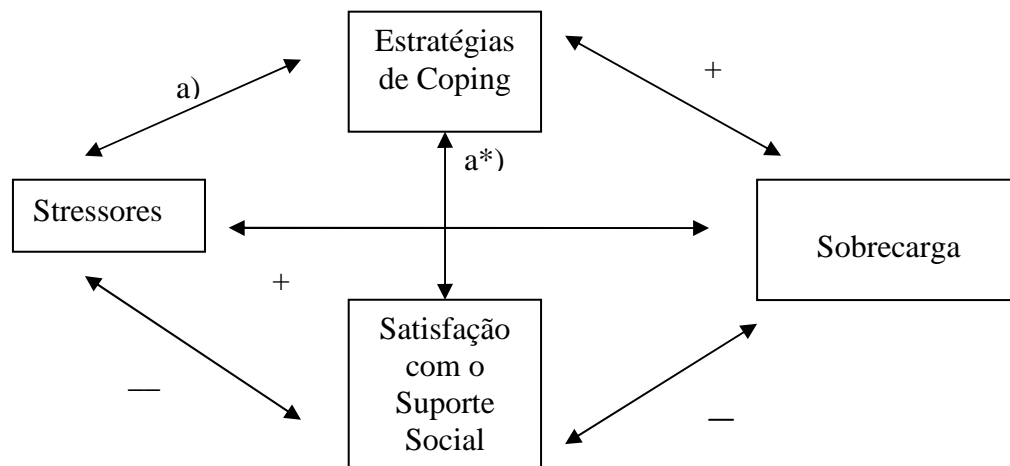 Estratégias
de Coping
+
a)
a*)
Stressores
Sobrecarga
+
Satisfação
com o
Suporte
Social
—
—